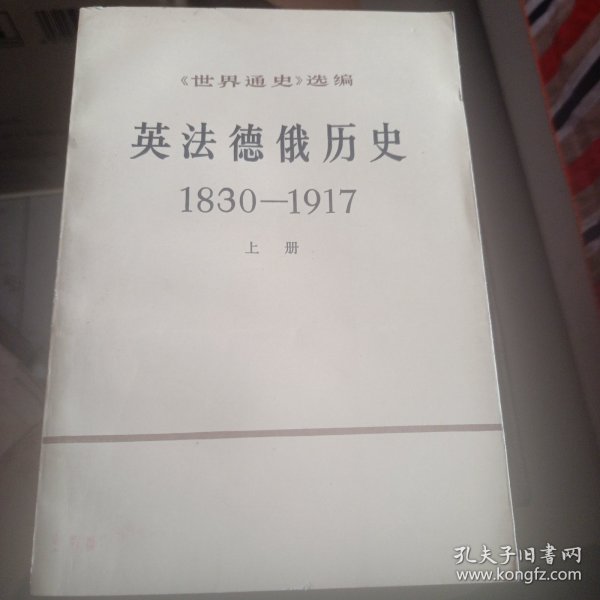 《世界通史》选编
英法德俄历史
1830—1917
上 册
孔夫子旧书网
www.kongfz.com